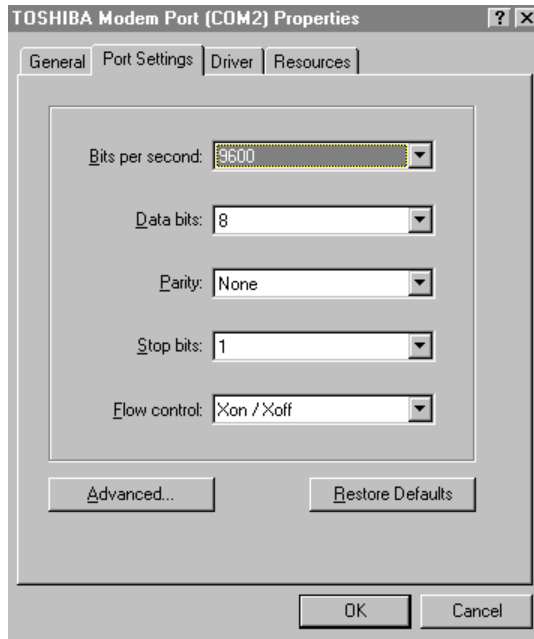 TOSHIBA Modem Port (COM2) Properties
General Port Settings Driver Resources
Bits per second: 9600
Data bits: 8
Parity: None
Stop bits: 1
Flow control: Xon / Xoff
Advanced... Restore Defaults
OK Cancel